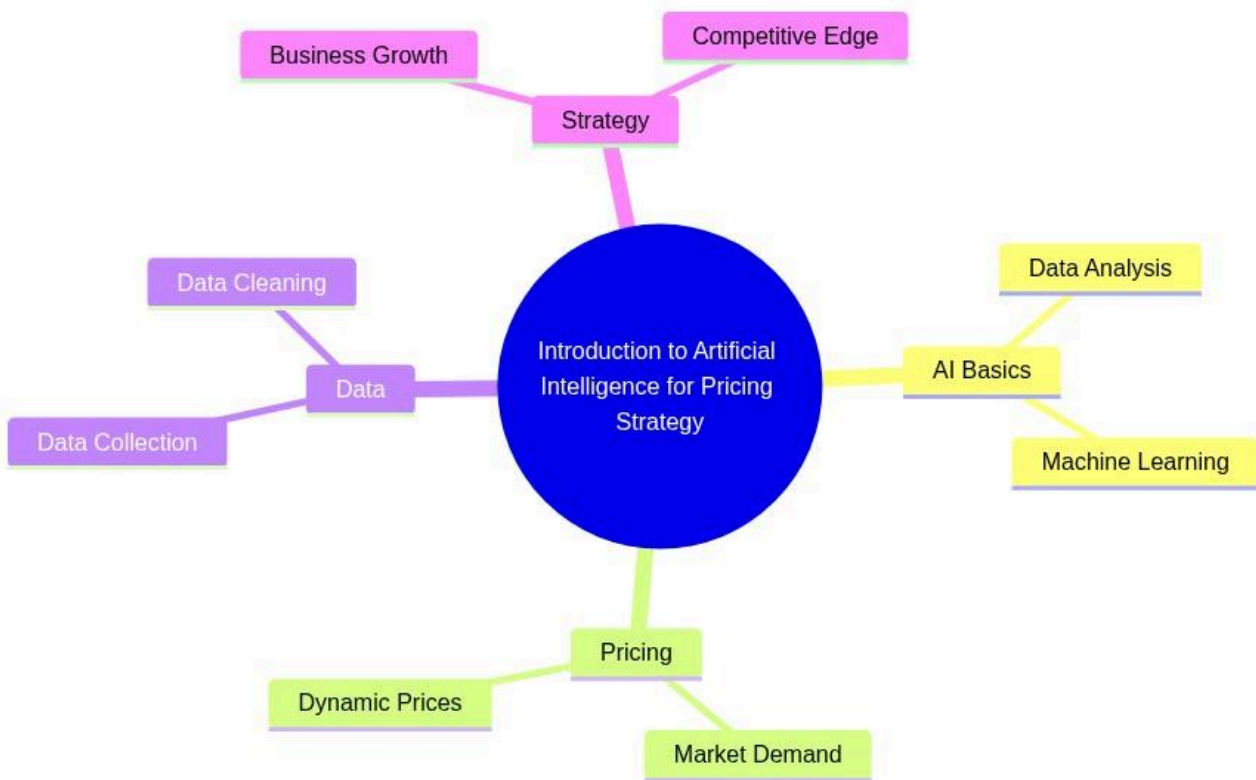 Business Growth
Competitive Edge
Strategy
Data Cleaning
Data
Data Collection
Introduction to Artificial
Intelligence for Pricing
Strategy
Data Analysis
AI Basics
Machine Learning
Pricing
Dynamic Prices
Market Demand